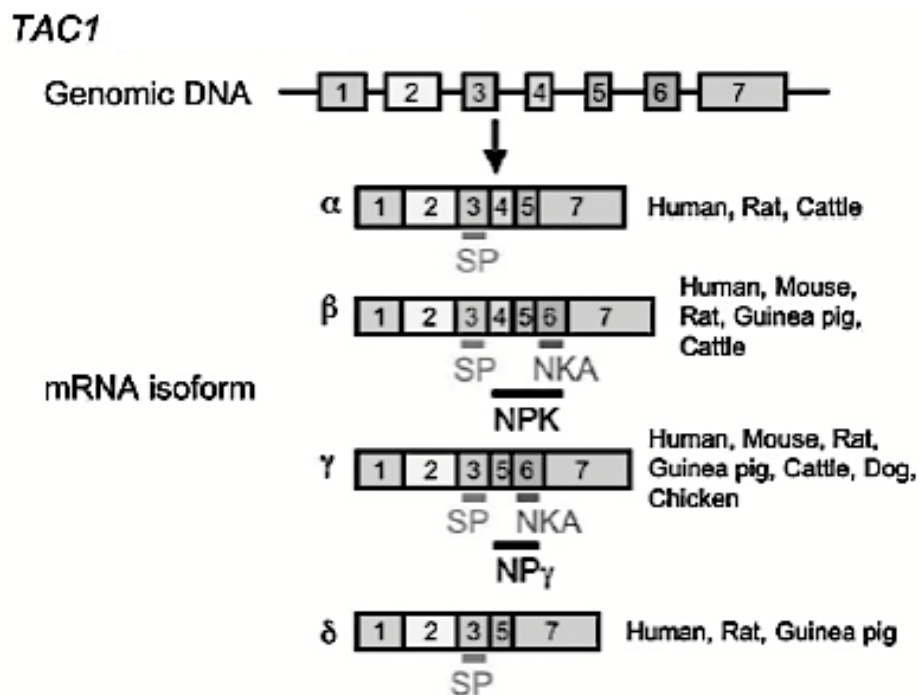 TAC1
Genomic DNA 1 2 3 4 5 6 7
α 1 2 3 4 5 7 Human, Rat, Cattle
SP
β 1 2 3 4 5 6 7 Human, Mouse,
Rat, Guinea pig,
Cattle
SP NKA
NPK
mRNA isoform
γ 1 2 3 5 6 7 Human, Mouse, Rat,
Guinea pig, Cattle, Dog,
Chicken
SP NKA
NPγ
δ 1 2 3 5 7 Human, Rat, Guinea pig
SP